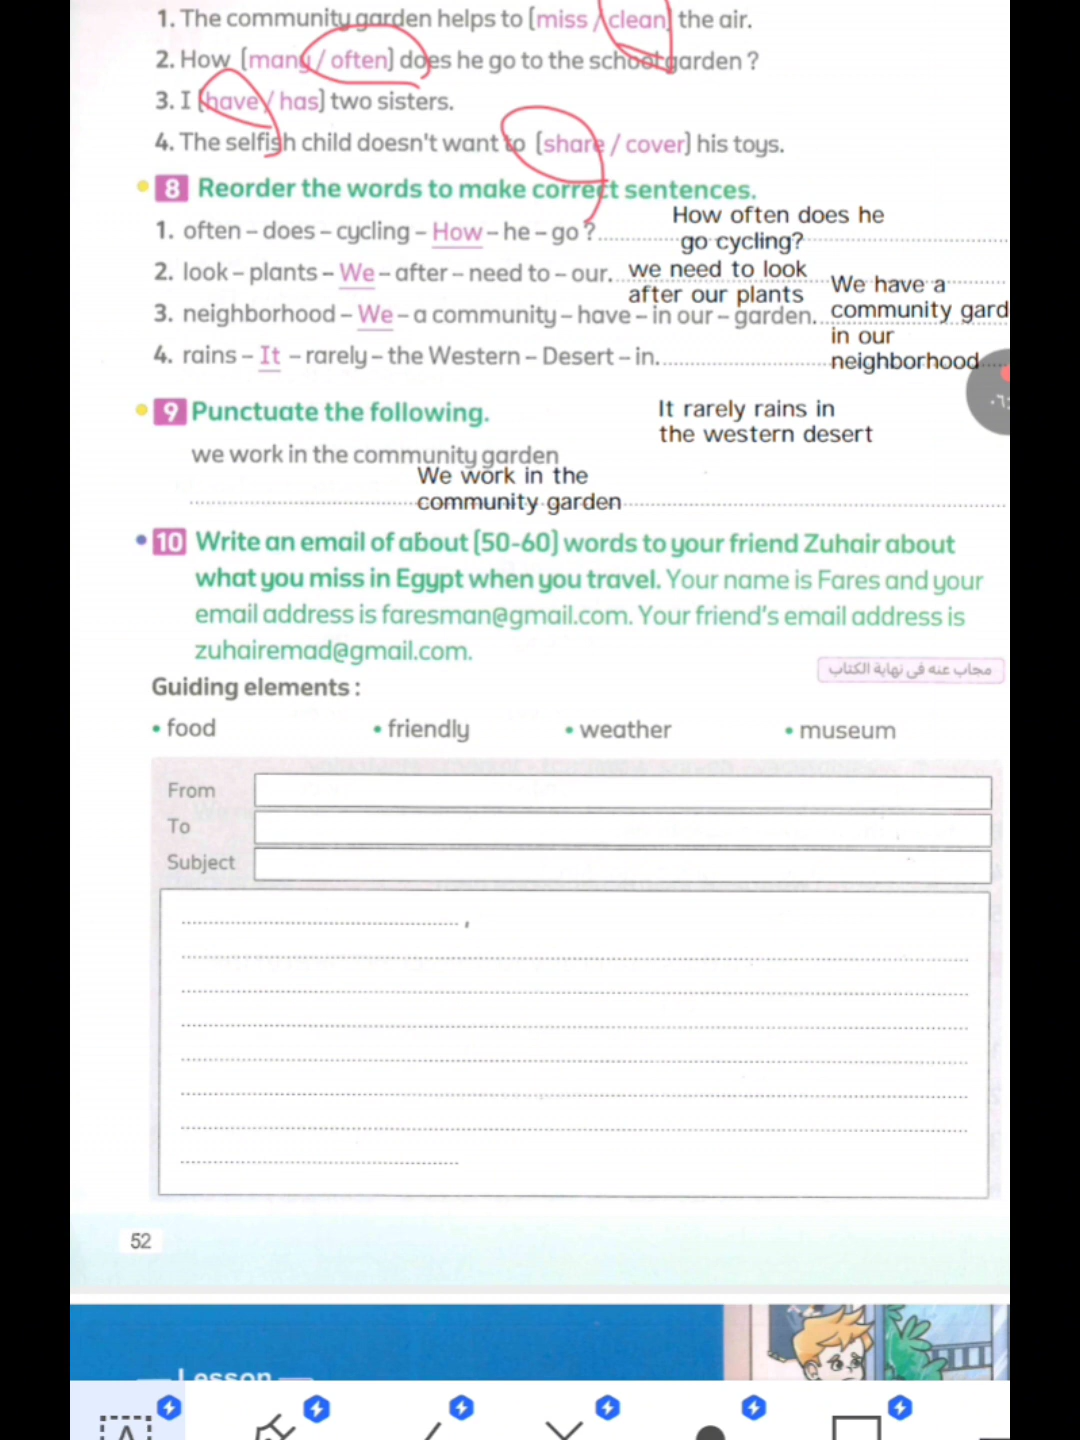 1. The community garden helps to (miss / clean) the air.
2. How (many / often) does he go to the school garden ?
3. I (have / has) two sisters.
4. The selfish child doesn't want to (share / cover) his toys.
8 Reorder the words to make correct sentences.
1. often – does – cycling – How – he – go ?
How often does he
go cycling?
2. look – plants – We – after – need to – our.
we need to look
after our plants
3. neighborhood – We – a community – have – in our – garden.
We have a
community gard
in our
neighborhood
4. rains – It – rarely – the Western – Desert – in.
It rarely rains in
the western desert
9 Punctuate the following.
we work in the community garden
We work in the
community garden
10 Write an email of about (50-60) words to your friend Zuhair about
what you miss in Egypt when you travel. Your name is Fares and your
email address is faresman@gmail.com. Your friend's email address is
zuhairemad@gmail.com.
مجاب عنه في نهاية الكتاب
Guiding elements :
• food • friendly • weather • museum
From
To
Subject
,
52
Lesson